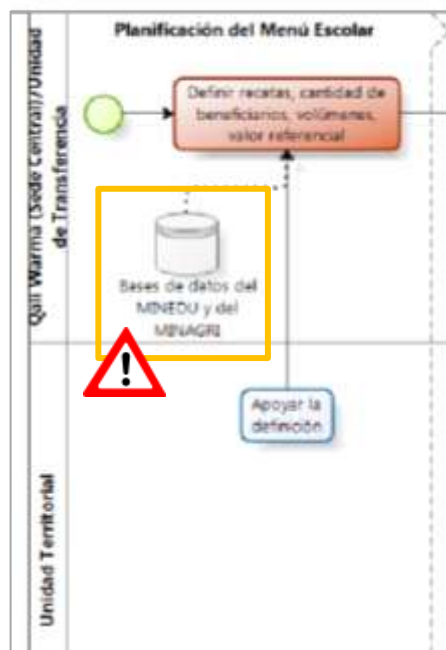 Planificación del Menú Escolar
Qali Warma (Sede Central)/Unidad
de Transferencia
Definir recetas, cantidad de
beneficiarios, volúmenes,
valor referencial
Bases de datos del
MINEDU y del
MINAGRI
!
Apoyar la
definición
Unidad Territorial